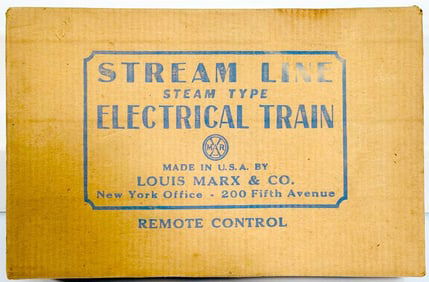 STREAM LINE
STEAM TYPE
ELECTRICAL TRAIN
MAR
MADE IN U.S.A. BY
LOUIS MARX & CO.
New York Office - 200 Fifth Avenue
REMOTE CONTROL